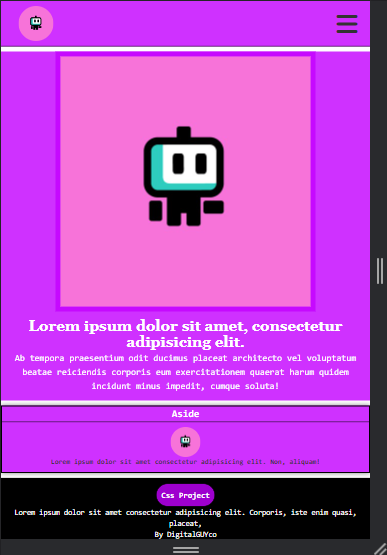 Lorem ipsum dolor sit amet, consectetur
adipisicing elit.
Ab tempora praesentium odit ducimus placeat architecto vel voluptatum
beatae reiciendis corporis eum exercitationem quaerat harum quidem
incidunt minus impedit, cumque soluta!
Aside
Lorem ipsum dolor sit amet consectetur adipisicing elit. Nam, aliquam!
Css Project
Lorem ipsum dolor sit amet consectetur adipisicing elit. Corporis, iste enim quasi,
placeat,
By DigitalGUYco